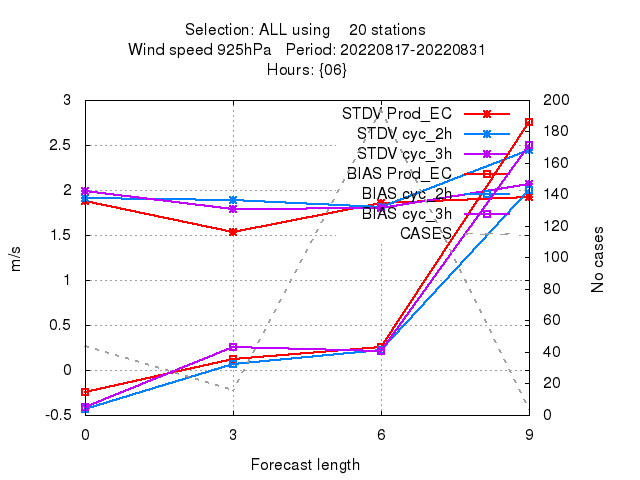 Selection: ALL using 20 stations
Wind speed 925hPa Period: 20220817-20220831
Hours: {06}
3
2.5
2
1.5
1
0.5
0
-0.5
m/s
200
180
160
140
120
100
80
60
40
20
0
No cases
STDV Prod_EC
STDV cyc_2h
STDV cyc_3h
BIAS Prod_EC
BIAS cyc_2h
BIAS cyc_3h
CASES
0 3 6 9
Forecast length